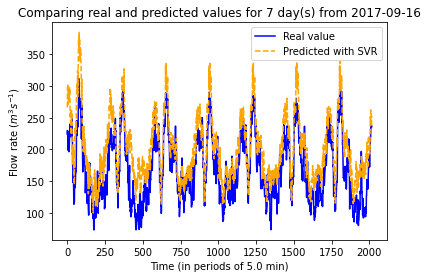 Comparing real and predicted values for 7 day(s) from 2017-09-16
Real value
Predicted with SVR
Flow rate (m³s⁻¹)
350
300
250
200
150
100
0 250 500 750 1000 1250 1500 1750 2000
Time (in periods of 5.0 min)